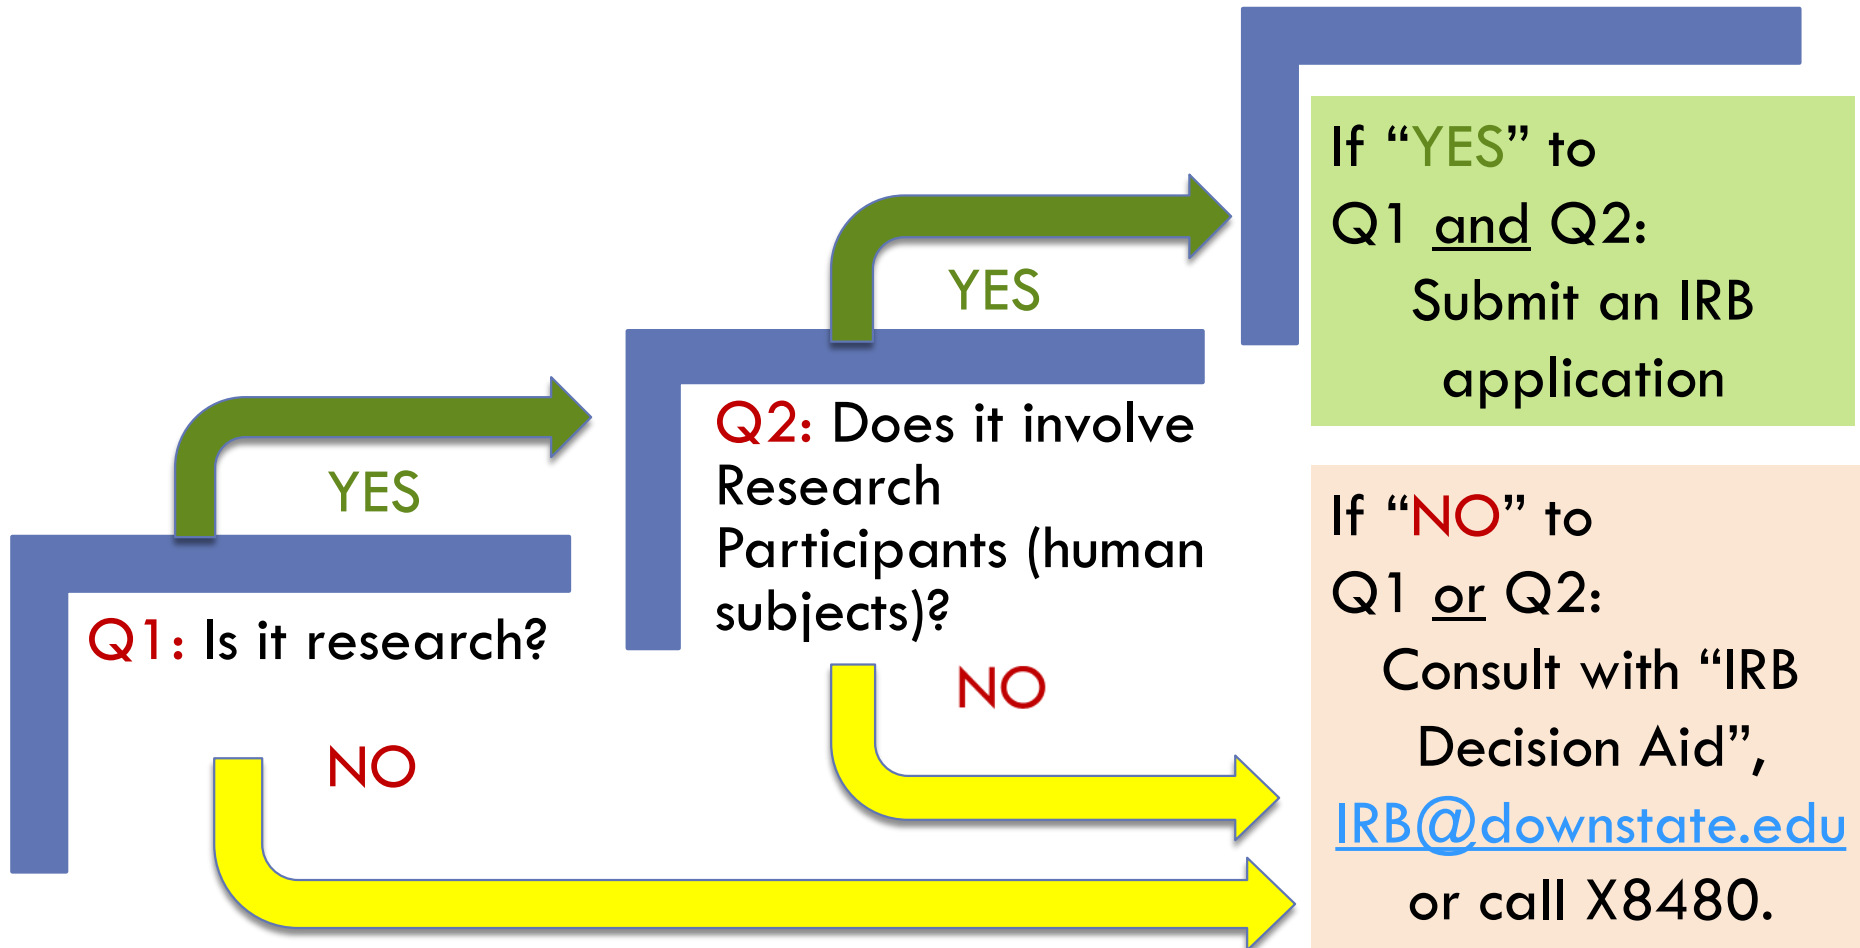 Q1: Is it research?
YES
NO
Q2: Does it involve
Research
Participants (human
subjects)?
YES
NO
If “YES” to
Q1 and Q2:
Submit an IRB
application
If “NO” to
Q1 or Q2:
Consult with “IRB
Decision Aid”,
IRB@downstate.edu
or call X8480.